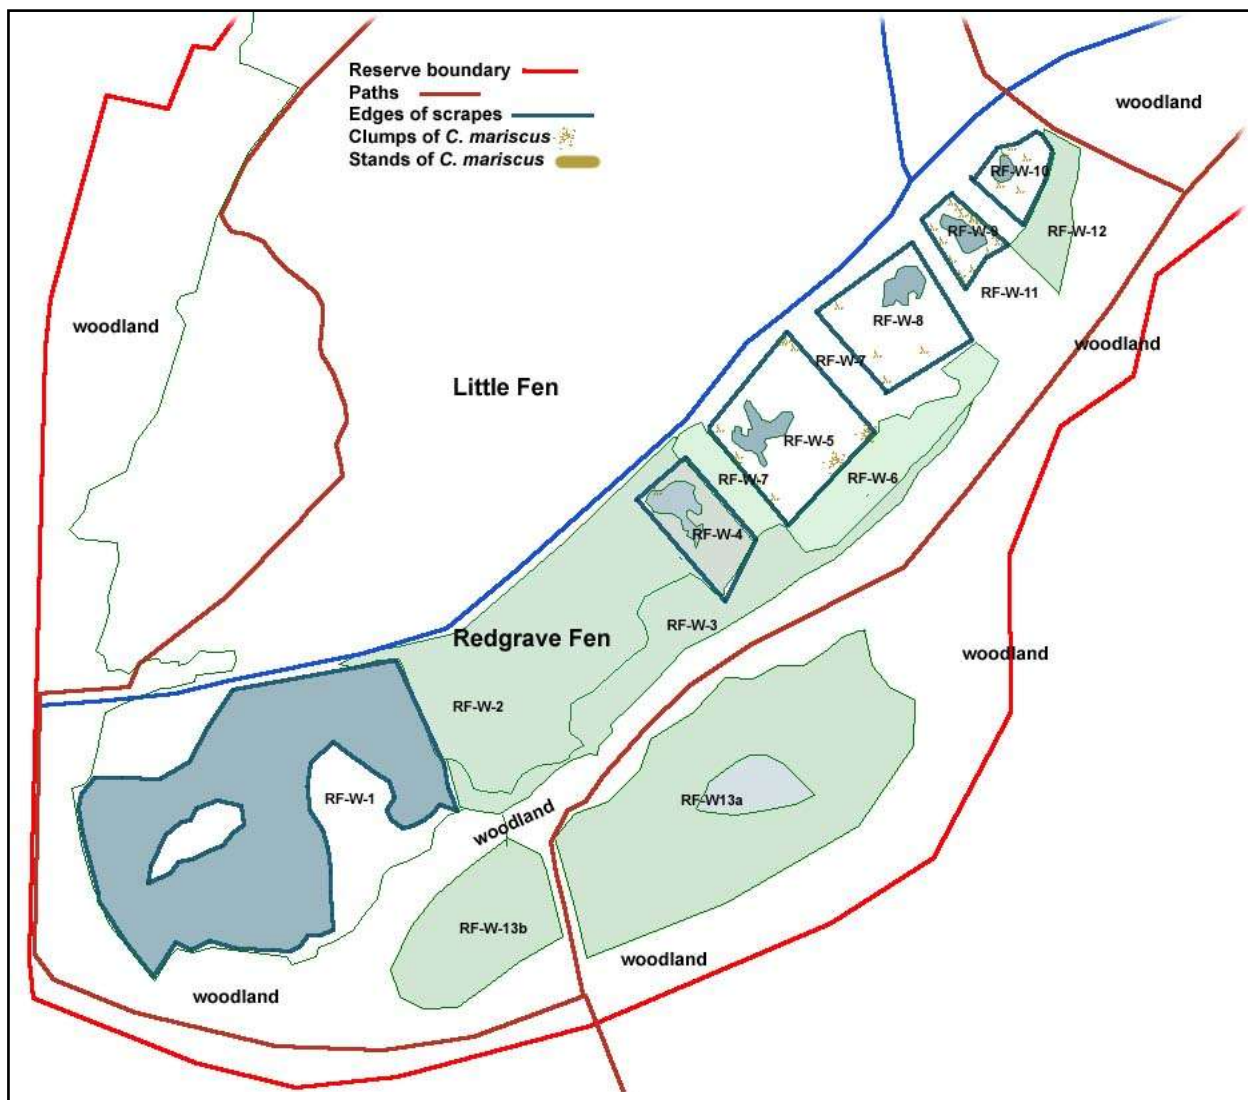 Reserve boundary
Paths
Edges of scrapes
Clumps of C. mariscus
Stands of C. mariscus
woodland
RF-W-10
RF-W-9
RF-W-12
RF-W-11
RF-W-8
woodland
woodland
RF-W-7
Little Fen
RF-W-5
RF-W-7
RF-W-6
RF-W-4
RF-W-3
Redgrave Fen
woodland
RF-W-2
RF-W-1
RF-W13a
woodland
RF-W-13b
woodland
woodland